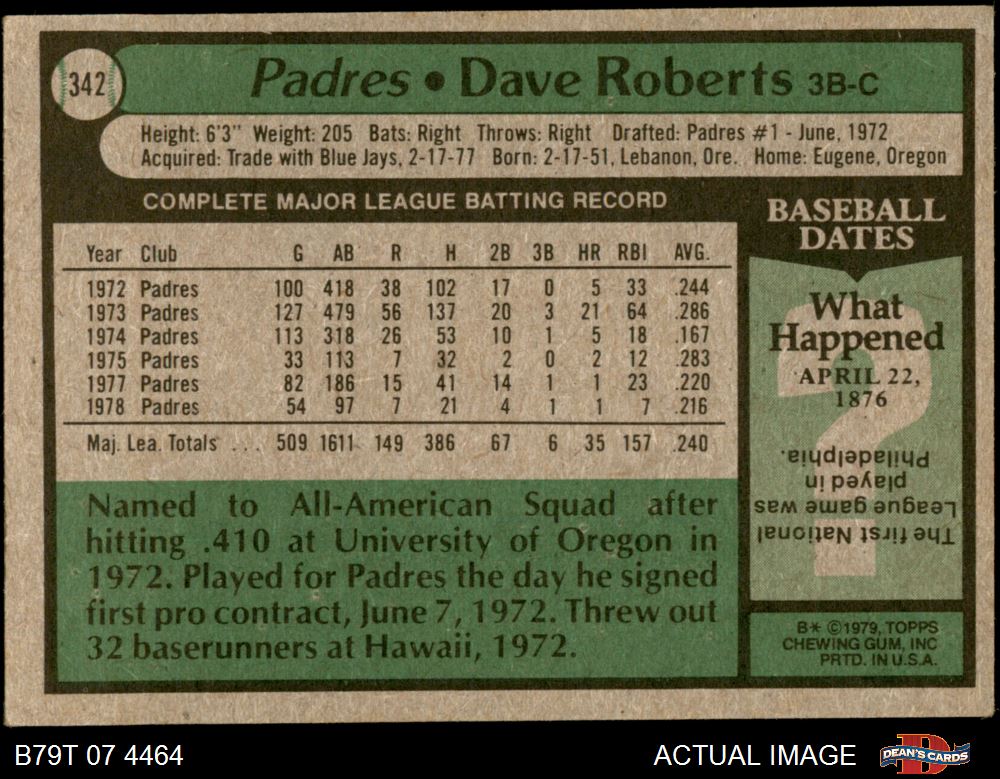 342
Padres • Dave Roberts 3B-C
Height: 6'3" Weight: 205 Bats: Right Throws: Right Drafted: Padres #1 - June, 1972
Acquired: Trade with Blue Jays, 2-17-77 Born: 2-17-51, Lebanon, Ore. Home: Eugene, Oregon
COMPLETE MAJOR LEAGUE BATTING RECORD
Year Club G AB R H 2B 3B HR RBI AVG.
1972 Padres 100 418 38 102 17 0 5 33 .244
1973 Padres 127 479 56 137 20 3 21 64 .286
1974 Padres 113 318 26 53 10 1 5 18 .167
1975 Padres 33 113 7 32 2 0 2 12 .283
1977 Padres 82 186 15 41 14 1 1 23 .220
1978 Padres 54 97 7 21 4 1 1 7 .216
Maj. Lea. Totals ... 509 1611 149 386 67 6 35 157 .240
Named to All-American Squad after
hitting .410 at University of Oregon in
1972. Played for Padres the day he signed
first pro contract, June 7, 1972. Threw out
32 baserunners at Hawaii, 1972.
BASEBALL
DATES
What
Happened
APRIL 22,
1876
The first National
League game was
played in
Philadelphia.
B* ©1979, TOPPS
CHEWING GUM, INC
PRTD. IN U.S.A.
B79T 07 4464
ACTUAL IMAGE
DEAN'S CARDS